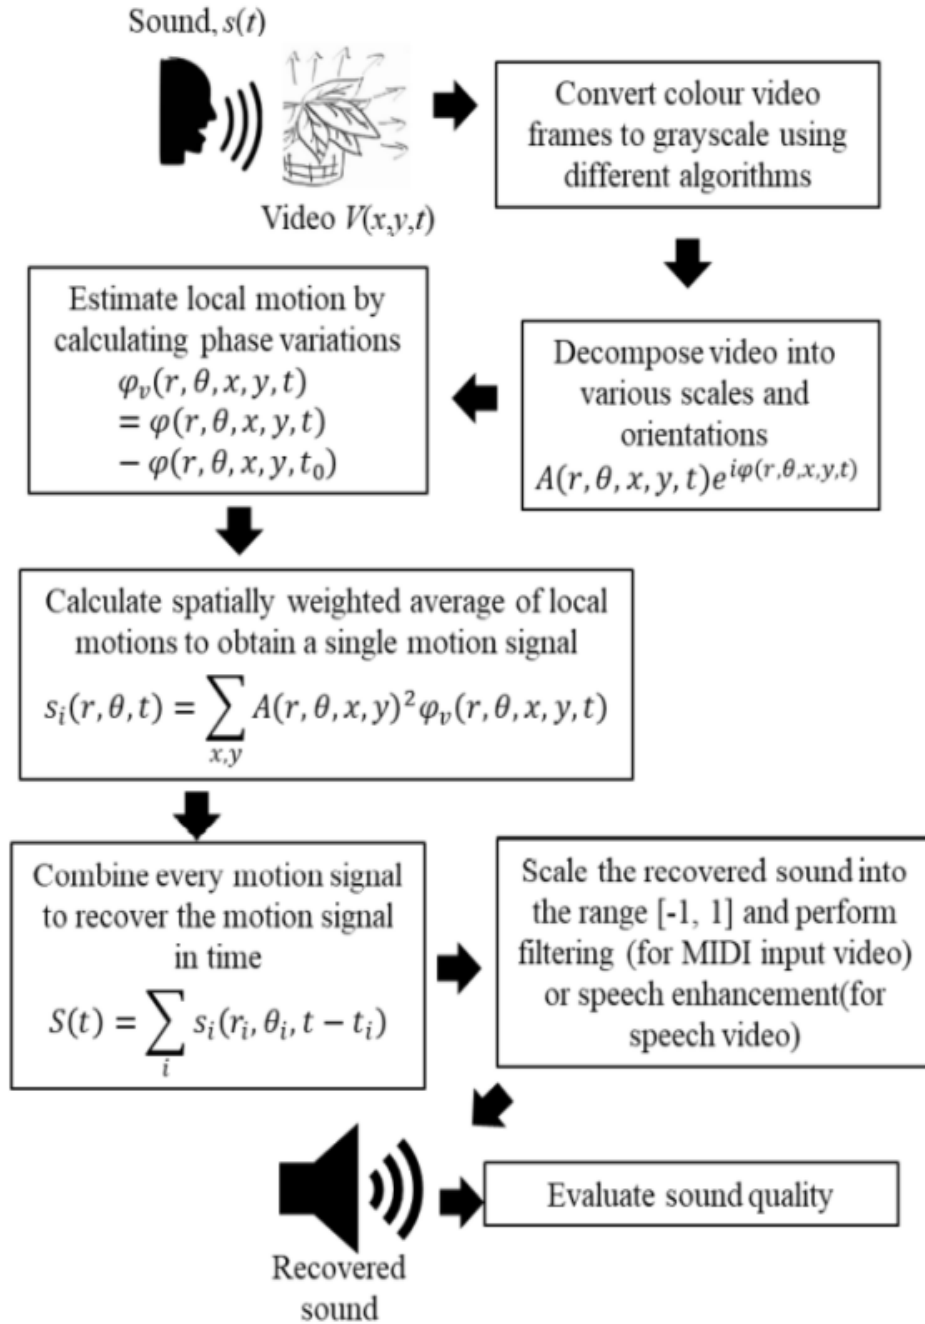 Sound, s(t)
Video V(x,y,t)
Convert colour video
frames to grayscale using
different algorithms
Decompose video into
various scales and
orientations
A(r, θ, x, y, t)e^{iφ(r,θ,x,y,t)}
Estimate local motion by
calculating phase variations
φ_v(r, θ, x, y, t)
= φ(r, θ, x, y, t)
− φ(r, θ, x, y, t_0)
Calculate spatially weighted average of local
motions to obtain a single motion signal
s_i(r, θ, t) = ∑_{x,y} A(r, θ, x, y)^2 φ_v(r, θ, x, y, t)
Combine every motion signal
to recover the motion signal
in time
S(t) = ∑_i s_i(r_i, θ_i, t − t_i)
Scale the recovered sound into
the range [-1, 1] and perform
filtering (for MIDI input video)
or speech enhancement(for
speech video)
Recovered
sound
Evaluate sound quality